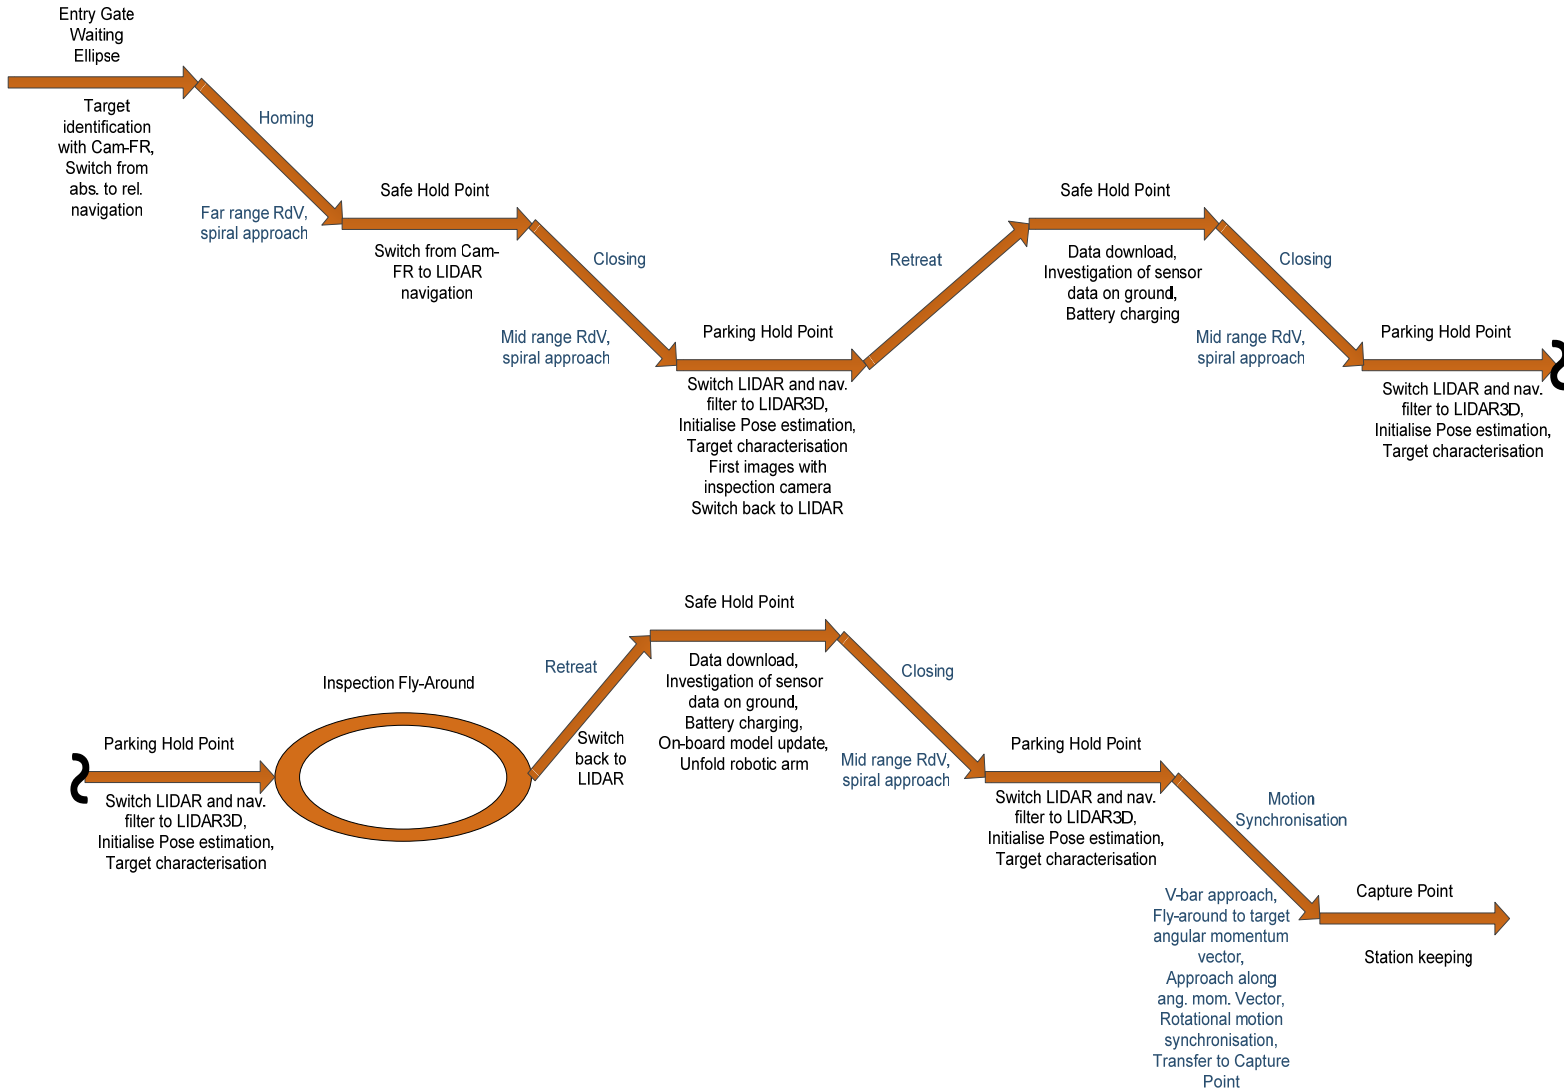 Entry Gate
Waiting
Ellipse
Target
identification
with Cam-FR,
Switch from
abs. to rel.
navigation
Homing
Far range RdV,
spiral approach
Safe Hold Point
Switch from Cam-
FR to LIDAR
navigation
Closing
Mid range RdV,
spiral approach
Parking Hold Point
Switch LIDAR and nav.
filter to LIDAR3D,
Initialise Pose estimation,
Target characterisation
First images with
inspection camera
Switch back to LIDAR
Retreat
Safe Hold Point
Data download,
Investigation of sensor
data on ground,
Battery charging
Closing
Mid range RdV,
spiral approach
Parking Hold Point
Switch LIDAR and nav.
filter to LIDAR3D,
Initialise Pose estimation,
Target characterisation
Parking Hold Point
Switch LIDAR and nav.
filter to LIDAR3D,
Initialise Pose estimation,
Target characterisation
Inspection Fly-Around
Retreat
Switch
back to
LIDAR
Safe Hold Point
Data download,
Investigation of sensor
data on ground,
Battery charging,
On-board model update,
Unfold robotic arm
Closing
Mid range RdV,
spiral approach
Parking Hold Point
Switch LIDAR and nav.
filter to LIDAR3D,
Initialise Pose estimation,
Target characterisation
Motion
Synchronisation
V-bar approach,
Fly-around to target
angular momentum
vector,
Approach along
ang. mom. Vector,
Rotational motion
synchronisation,
Transfer to Capture
Point
Capture Point
Station keeping